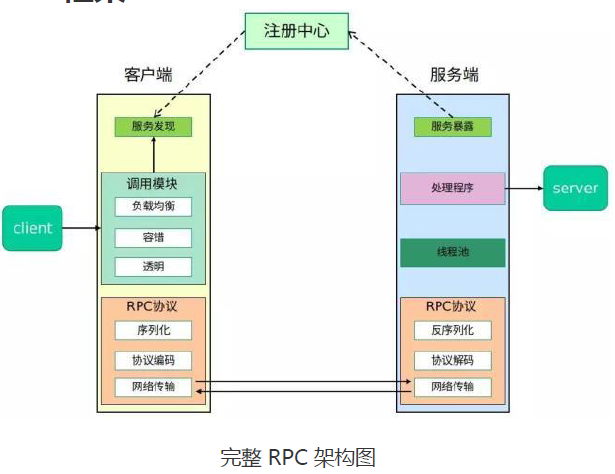 注册中心
客户端
服务端
服务发现
服务暴露
调用模块
负载均衡
容错
透明
处理程序
线程池
client
server
RPC协议
序列化
协议编码
网络传输
RPC协议
反序列化
协议解码
网络传输
完整 RPC 架构图